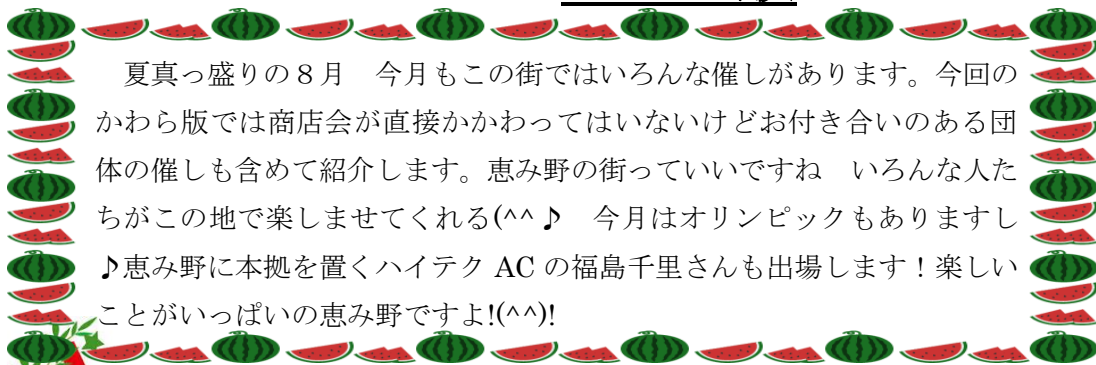 夏真っ盛りの８月　今月もこの街ではいろんな催しがあります。今回の
かわら版では商店会が直接かかわってはいないけどお付き合いのある団
体の催しも含めて紹介します。恵み野の街っていいですね　いろんな人た
ちがこの地で楽しませてくれる(^^♪　今月はオリンピックもありますし
♪恵み野に本拠を置くハイテク AC の福島千里さんも出場します！楽しい
ことがいっぱいの恵み野ですよ!(^^)!